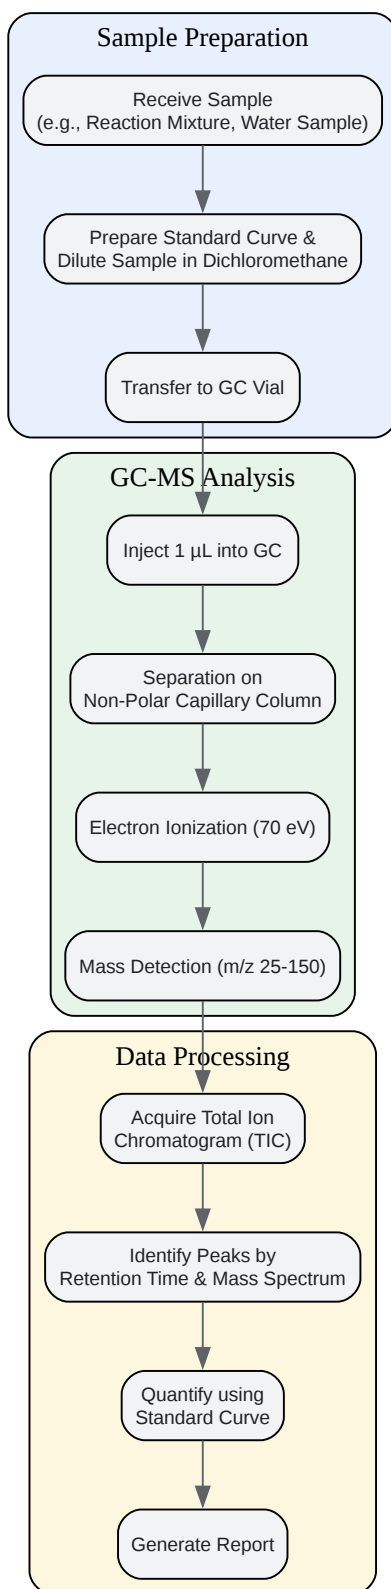 Sample Preparation
Receive Sample
(e.g., Reaction Mixture, Water Sample)
Prepare Standard Curve &
Dilute Sample in Dichloromethane
Transfer to GC Vial
GC-MS Analysis
Inject 1 µL into GC
Separation on
Non-Polar Capillary Column
Electron Ionization (70 eV)
Mass Detection (m/z 25-150)
Data Processing
Acquire Total Ion
Chromatogram (TIC)
Identify Peaks by
Retention Time & Mass Spectrum
Quantify using
Standard Curve
Generate Report